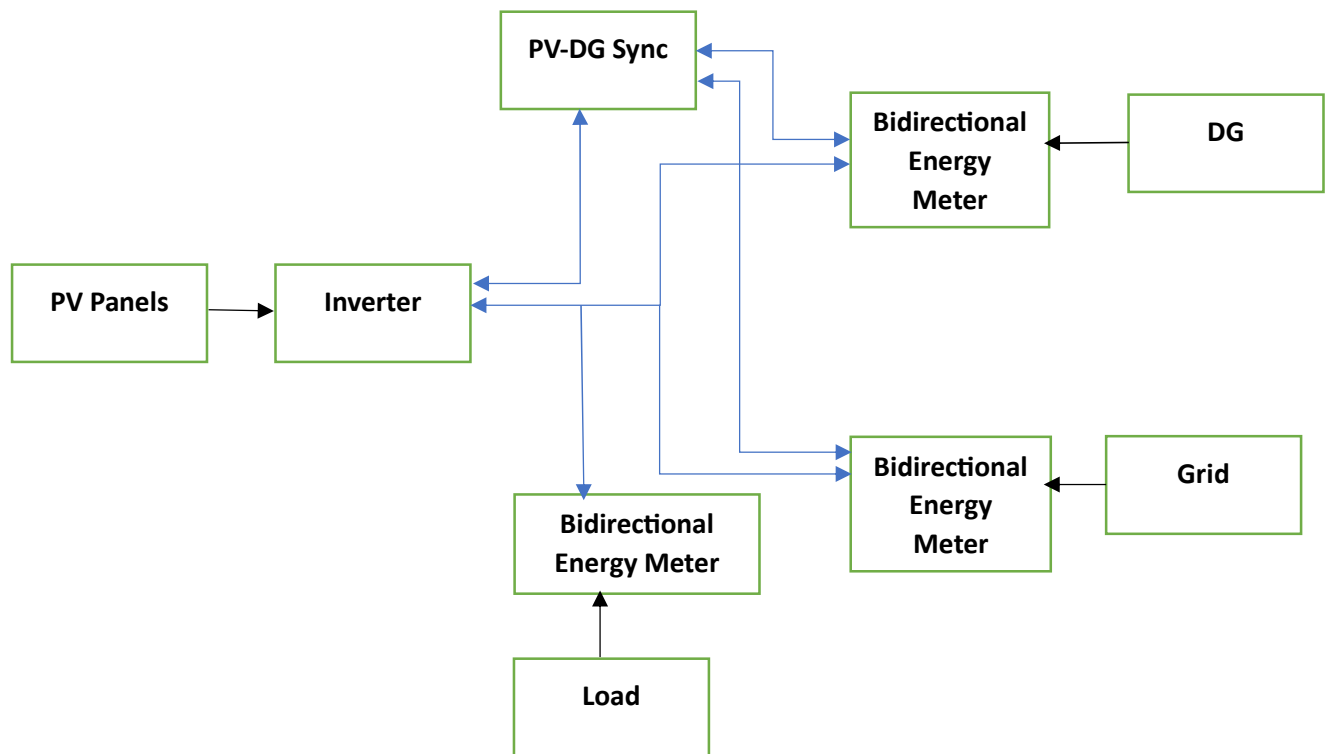 PV-DG Sync
Bidirectional
Energy
Meter
DG
PV Panels
Inverter
Bidirectional
Energy
Meter
Grid
Bidirectional
Energy Meter
Load